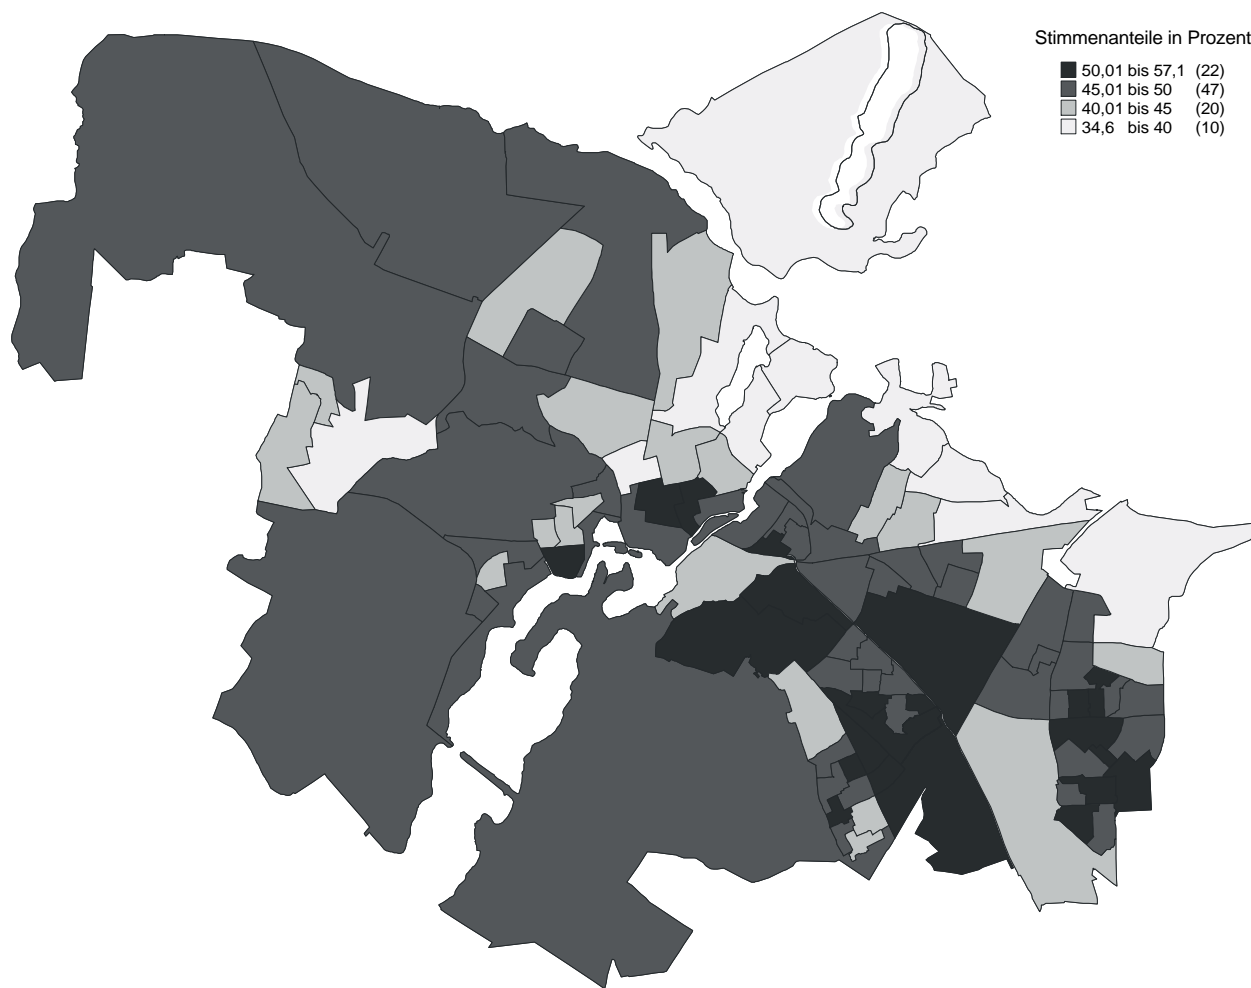 Stimmenanteile in Prozent
50,01 bis 57,1 (22)
45,01 bis 50 (47)
40,01 bis 45 (20)
34,6 bis 40 (10)